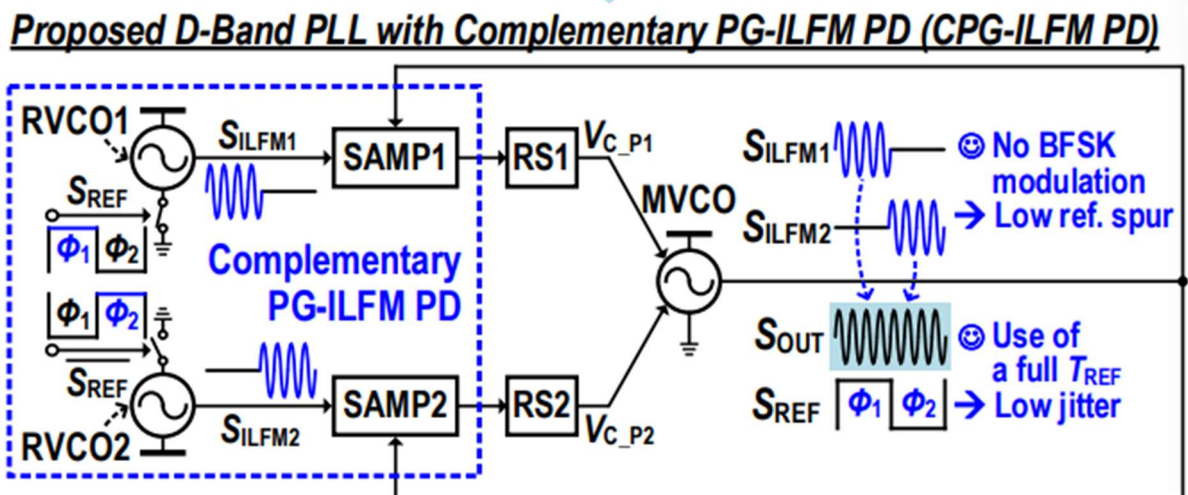 Proposed D-Band PLL with Complementary PG-ILFM PD (CPG-ILFM PD)
RVCO1
SILFM1
SAMP1
RS1
VC_P1
SREF
Φ1 Φ2
Complementary
PG-ILFM PD
Φ1 Φ2
SREF
RVCO2
SILFM2
SAMP2
RS2
VC_P2
MVCO
SILFM1
☺ No BFSK
modulation
SILFM2
→ Low ref. spur
SOUT
☺ Use of
a full TREF
SREF
Φ1 Φ2
→ Low jitter